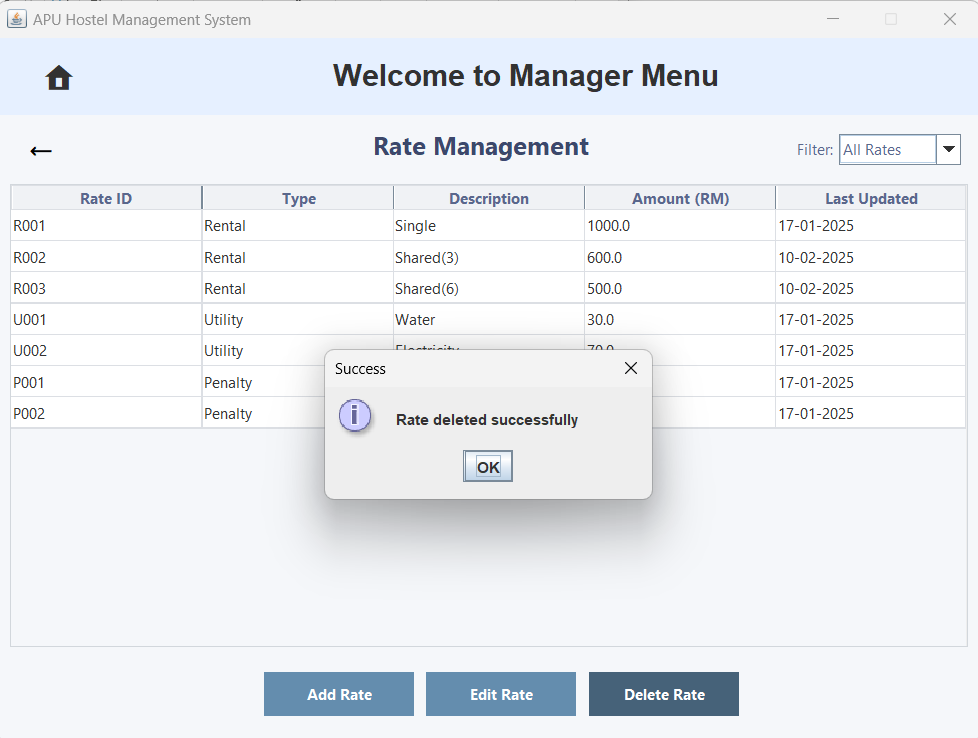 APU Hostel Management System
Welcome to Manager Menu
Rate Management
Filter: All Rates
Rate ID Type Description Amount (RM) Last Updated
R001 Rental Single 1000.0 17-01-2025
R002 Rental Shared(3) 600.0 10-02-2025
R003 Rental Shared(6) 500.0 10-02-2025
U001 Utility Water 30.0 17-01-2025
U002 Utility Electricity 70.0 17-01-2025
P001 Penalty 17-01-2025
P002 Penalty 17-01-2025
Success
Rate deleted successfully
OK
Add Rate Edit Rate Delete Rate